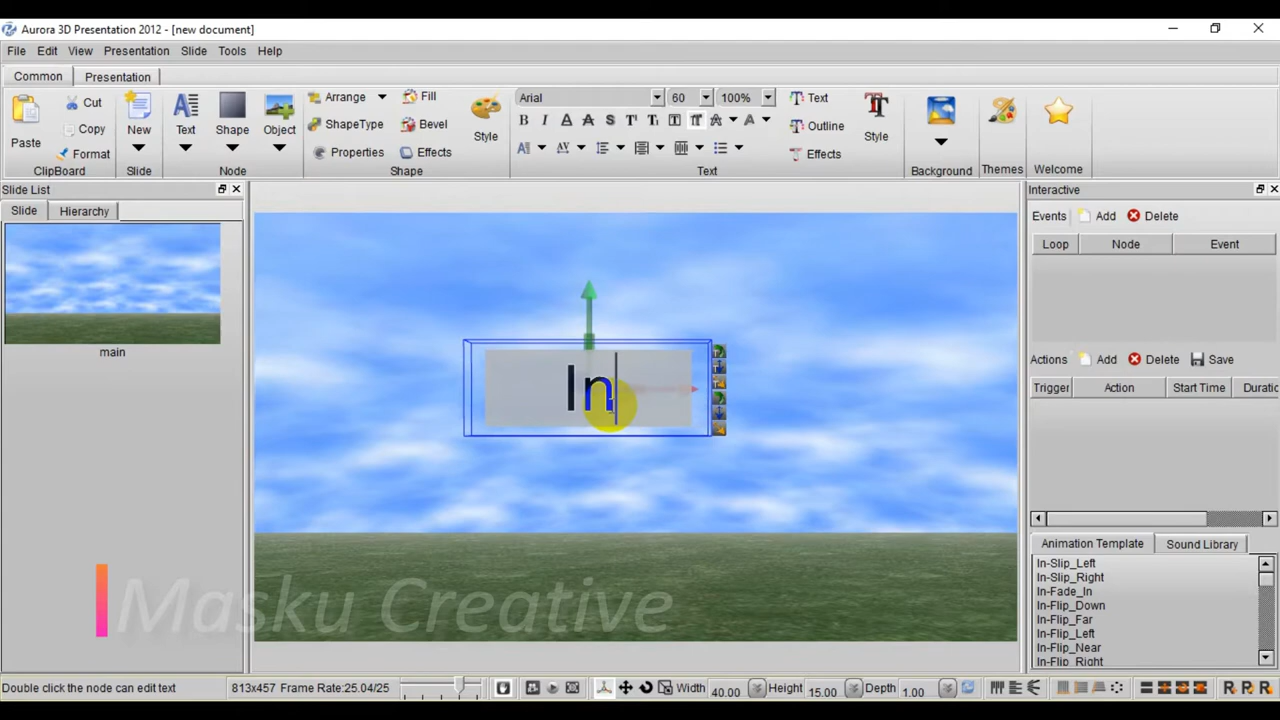 Aurora 3D Presentation 2012 - [new document]
File Edit View Presentation Slide Tools Help
Common Presentation
Paste Cut Copy Format ClipBoard
New Slide
Text Shape Object Node
Arrange ShapeType Properties Fill Bevel Effects Style Shape
Arial 60 100% Text Outline Effects Style Text
Background Themes Welcome
Slide List
Slide Hierarchy
main
In
Masku Creative
Interactive
Events Add Delete
Loop Node Event
Actions Add Delete Save
Trigger Action Start Time Duratic
Animation Template Sound Library
In-Slip_Left
In-Slip_Right
In-Fade_In
In-Flip_Down
In-Flip_Far
In-Flip_Left
In-Flip_Near
In-Flip_Right
Double click the node can edit text 813x457 Frame Rate:25.04/25 Width 40.00 Height 15.00 Depth 1.00